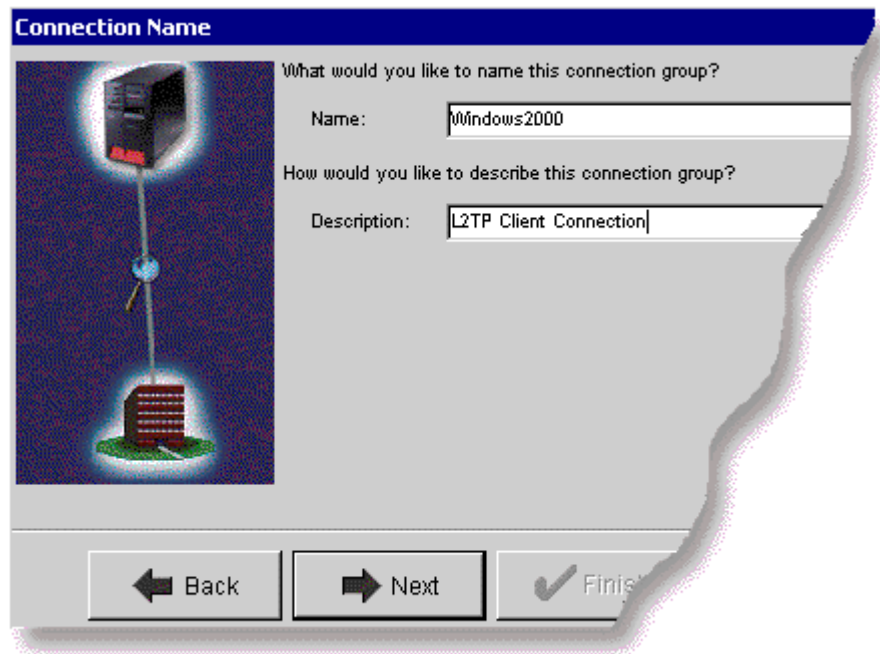 Connection Name
What would you like to name this connection group?
Name: Windows2000
How would you like to describe this connection group?
Description: L2TP Client Connection
Back Next